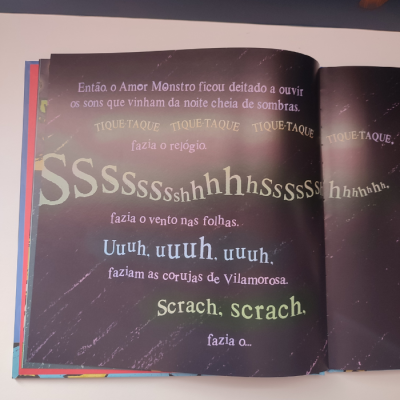 Então, o Amor Monstro ficou deitado a ouvir
os sons que vinham da noite cheia de sombras.
TIQUE-TAQUE TIQUE-TAQUE TIQUE-TAQUE TIQUE-TAQUE,
fazia o relógio.
SSssssssshhhhhhssssssshhhhhhh,
fazia o vento nas folhas.
Uuuh, uuuh, uuuh,
faziam as corujas de Vilamorosa.
Scrach, scrach,
fazia o...